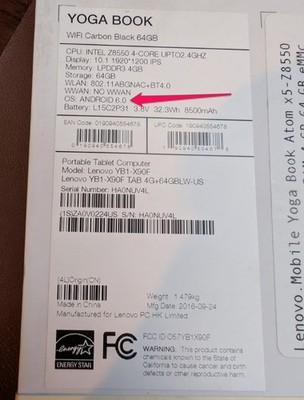 YOGA BOOK
WIFI Carbon Black 64GB
CPU: INTEL Z8550 4-CORE UPTO2.4GHZ
Display: 10.1 1920*1200 IPS
Memory: LPDDR3 4GB
Storage: 64GB
WLAN: 802.11ABGNAC+BT4.0
WWAN: NO WWAN
OS: ANDROID 6.0
Battery: L15C2P31 3.8V 32.3Wh 8500mAh
EAN Code: 0190940554678
UPC Code: 190940554678
Portable Tablet Computer
Model: Lenovo YB1-X90F
Lenovo YB1-X90F TAB 4G+64GBLW-US
Serial Number: HA0NUV4L
(1S)ZA0V0224US S/N: HA0NUV4L
(4L)Origin(CN)
Weight: 1.479kg
Made in China
Mfg Date: 2016-09-24
Manufactured for Lenovo PC HK Limited
energy
ENERGY STAR
FC
FCC ID: O57YB1X90F
WARNING: This product contains
chemicals known to the State of
California to cause cancer and birth
defects or other reproductive harm.
Lenovo.Mobile Yoga Book Atom x5-Z8550